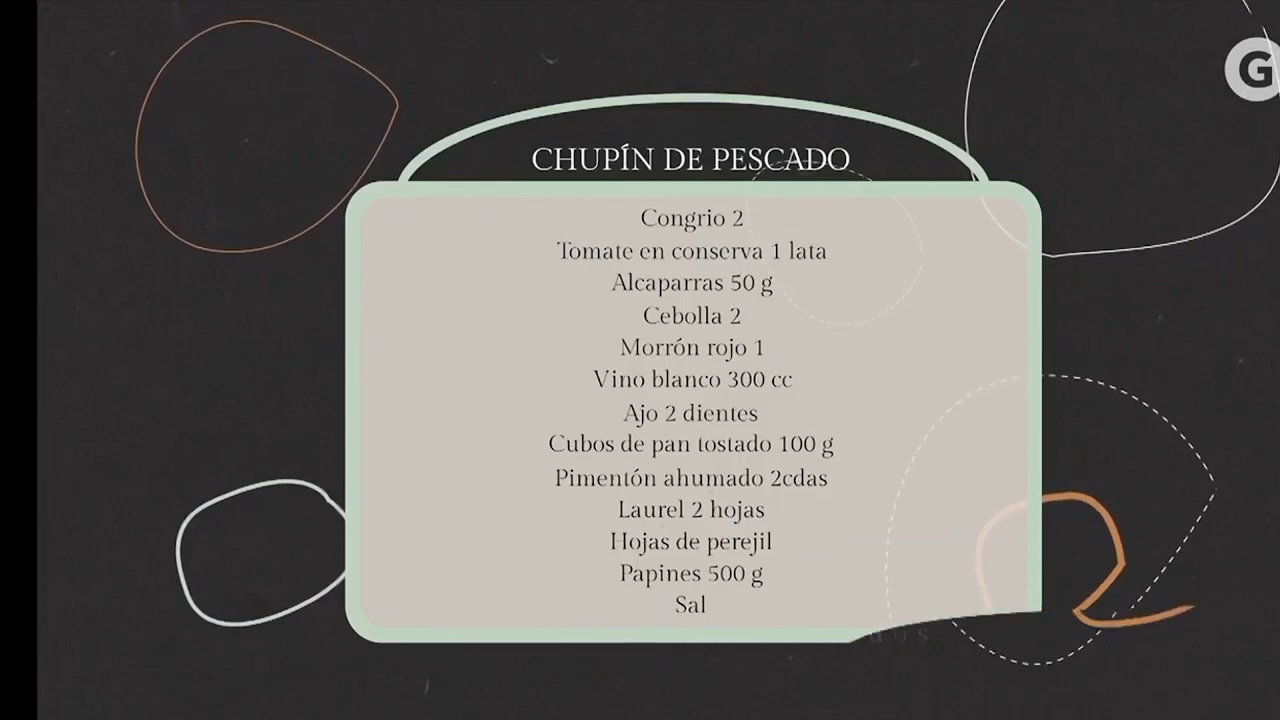 G
CHUPÍN DE PESCADO
Congrio 2
Tomate en conserva 1 lata
Alcaparras 50 g
Cebolla 2
Morrón rojo 1
Vino blanco 300 cc
Ajo 2 dientes
Cubos de pan tostado 100 g
Pimentón ahumado 2cdas
Laurel 2 hojas
Hojas de perejil
Papines 500 g
Sal